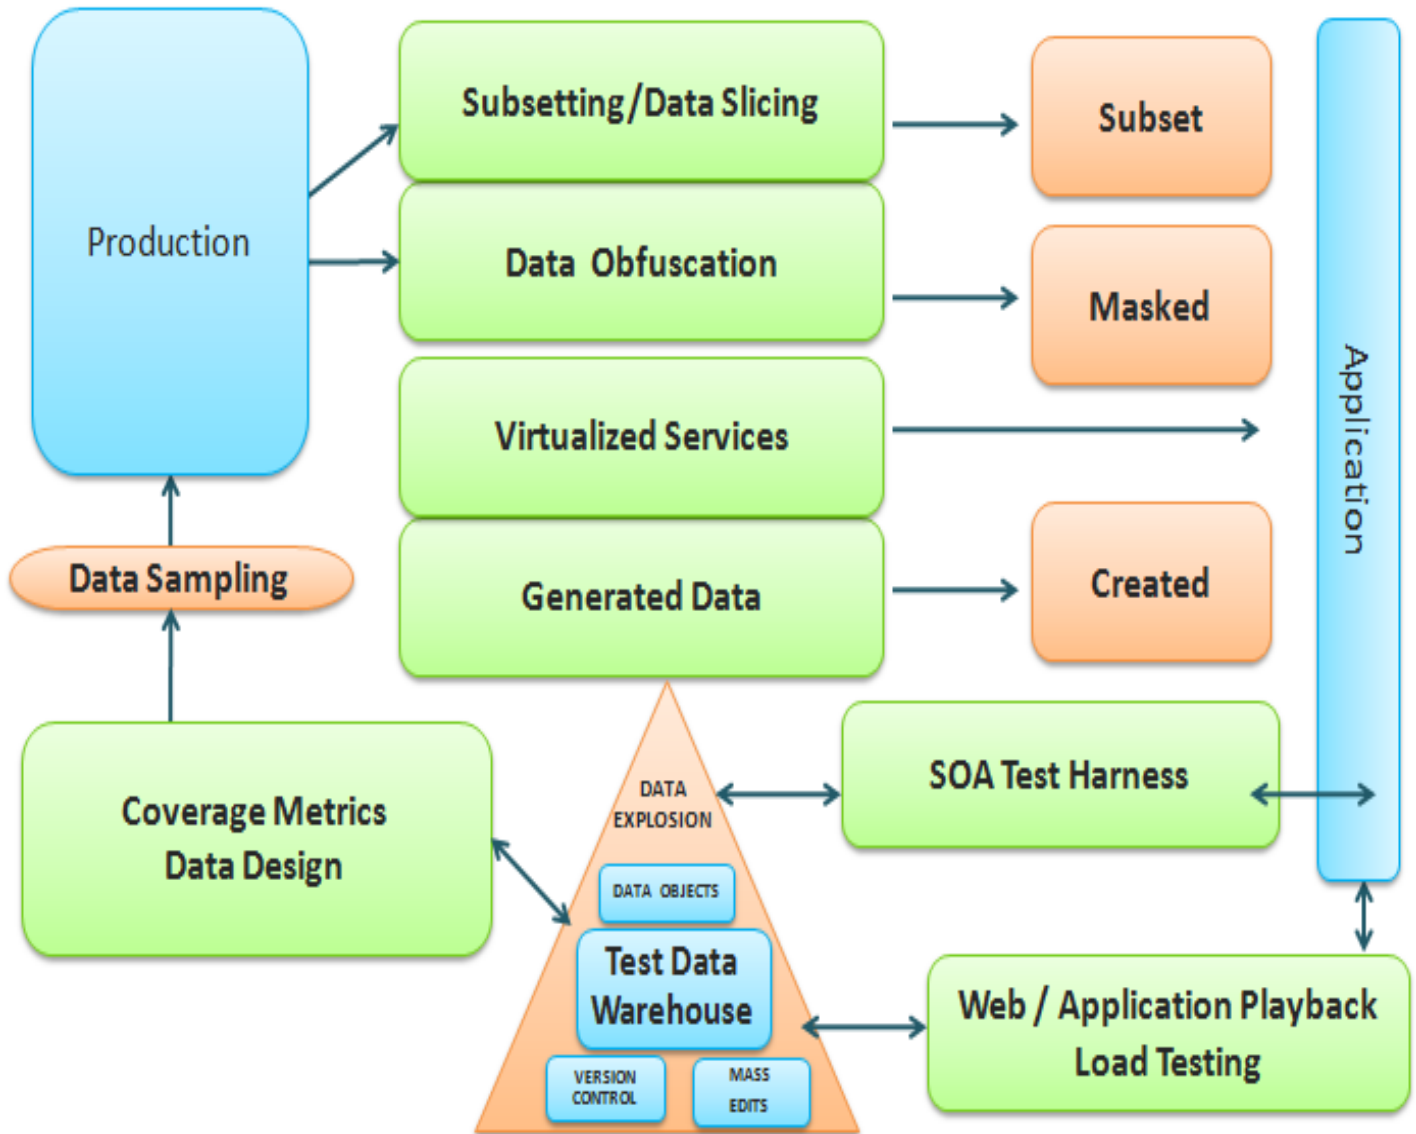 Production
Subsetting/Data Slicing
Subset
Data Obfuscation
Masked
Virtualized Services
Application
Data Sampling
Generated Data
Created
Coverage Metrics
Data Design
DATA
EXPLOSION
SOA Test Harness
DATA OBJECTS
Test Data
Warehouse
VERSION
CONTROL
MASS
EDITS
Web / Application Playback
Load Testing